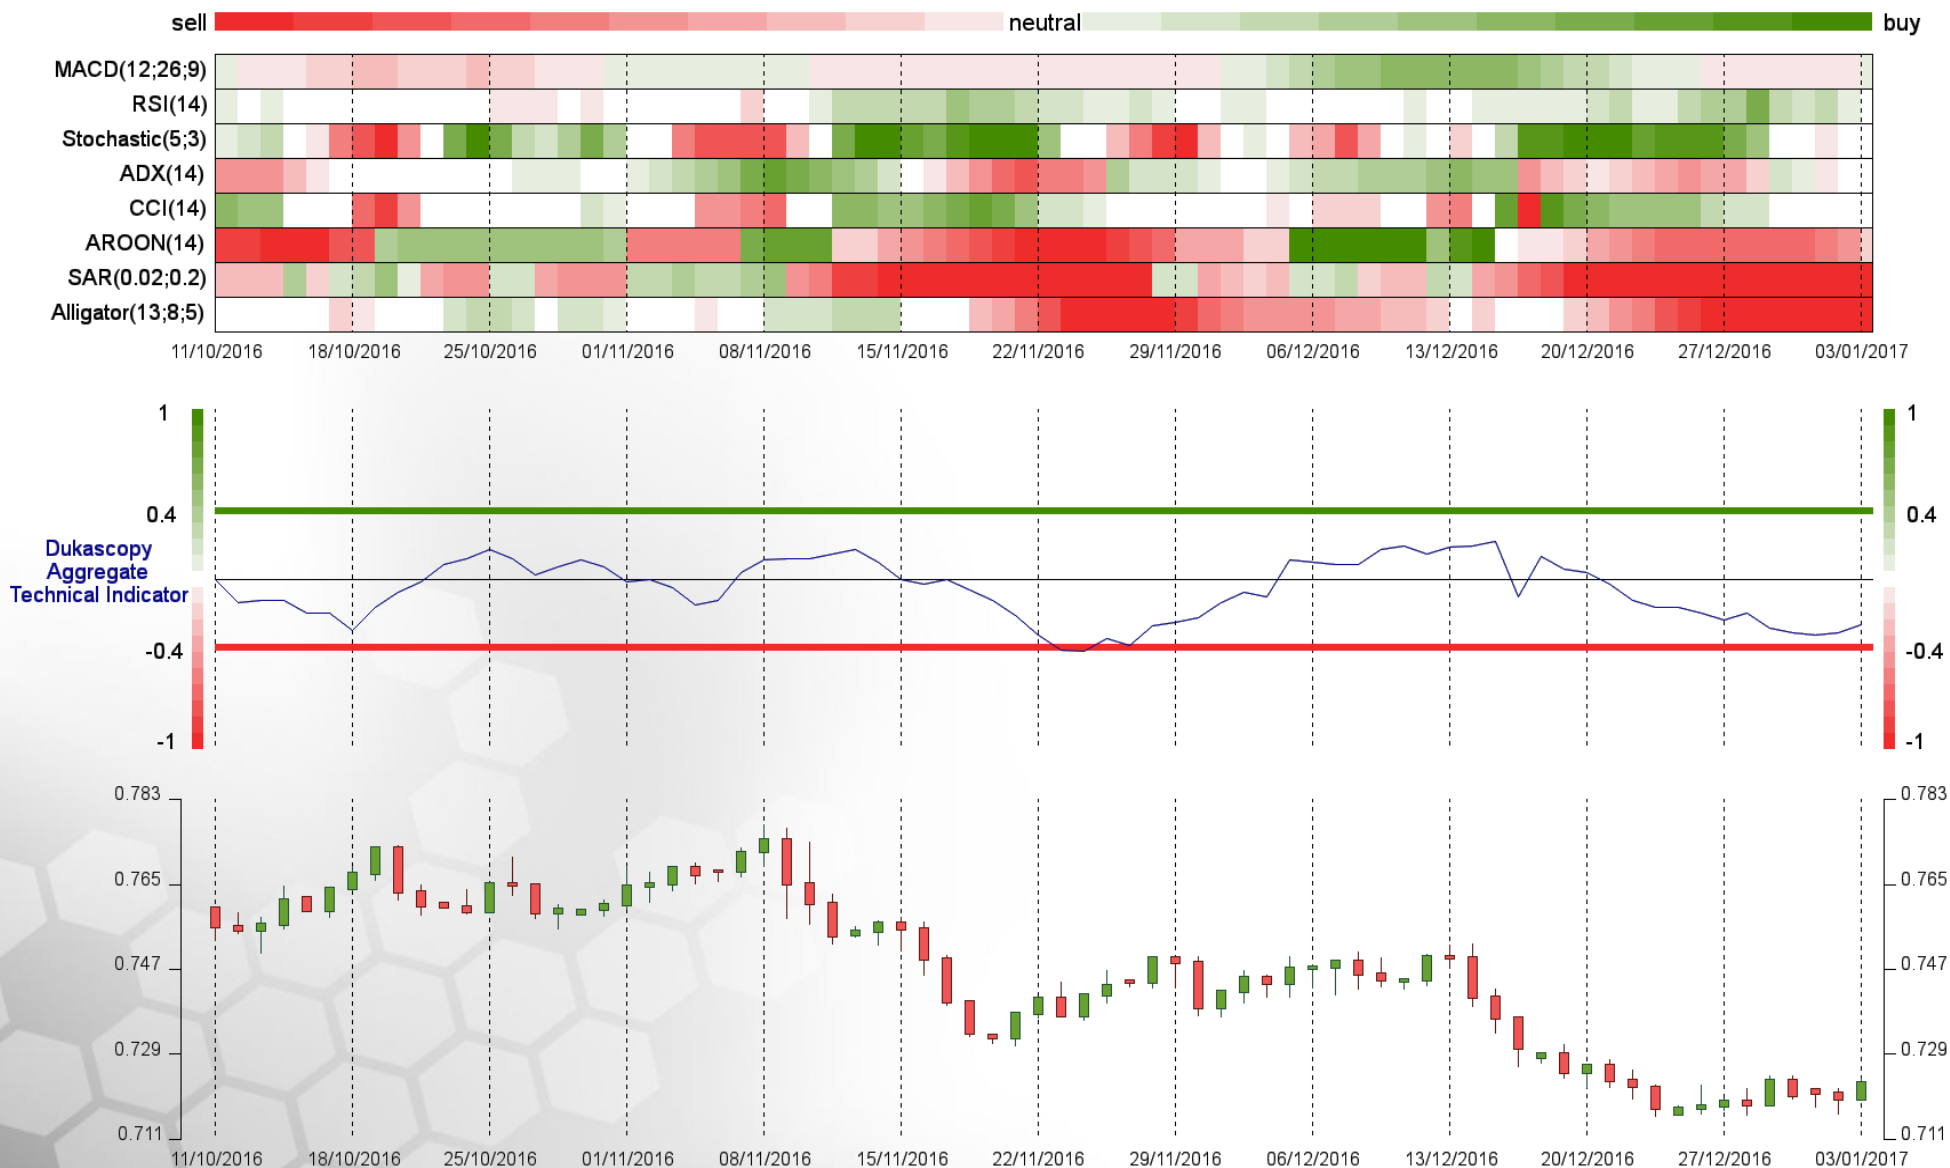 sell neutral buy
MACD(12;26;9)
RSI(14)
Stochastic(5;3)
ADX(14)
CCI(14)
AROON(14)
SAR(0.02;0.2)
Alligator(13;8;5)
11/10/2016 18/10/2016 25/10/2016 01/11/2016 08/11/2016 15/11/2016 22/11/2016 29/11/2016 06/12/2016 13/12/2016 20/12/2016 27/12/2016 03/01/2017
1 1
0.4 0.4
Dukascopy
Aggregate
Technical Indicator
-0.4 -0.4
-1 -1
0.783 0.783
0.765 0.765
0.747 0.747
0.729 0.729
0.711 0.711
11/10/2016 18/10/2016 25/10/2016 01/11/2016 08/11/2016 15/11/2016 22/11/2016 29/11/2016 06/12/2016 13/12/2016 20/12/2016 27/12/2016 03/01/2017